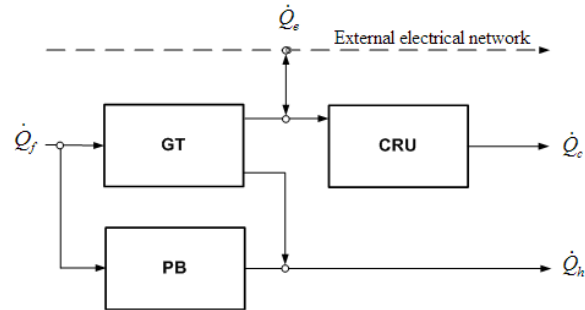 Q̇e
External electrical network
Q̇f
GT
CRU
Q̇c
PB
Q̇h